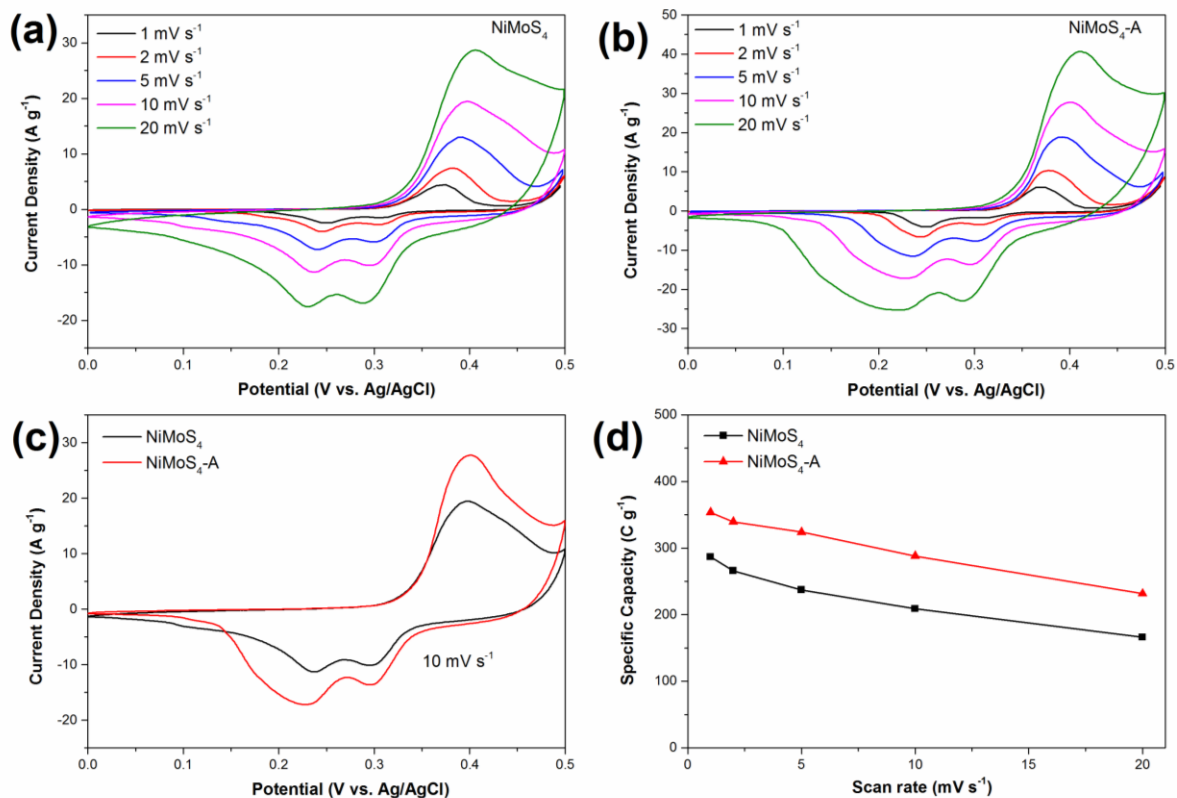 (a)
NiMoS₄
1 mV s⁻¹
2 mV s⁻¹
5 mV s⁻¹
10 mV s⁻¹
20 mV s⁻¹
Current Density (A g⁻¹)
30
20
10
0
-10
-20
0.0 0.1 0.2 0.3 0.4 0.5
Potential (V vs. Ag/AgCl)
(b)
NiMoS₄-A
1 mV s⁻¹
2 mV s⁻¹
5 mV s⁻¹
10 mV s⁻¹
20 mV s⁻¹
Current Density (A g⁻¹)
50
40
30
20
10
0
-10
-20
-30
0.0 0.1 0.2 0.3 0.4 0.5
Potential (V vs. Ag/AgCl)
(c)
NiMoS₄
NiMoS₄-A
Current Density (A g⁻¹)
30
20
10
0
-10
-20
10 mV s⁻¹
0.0 0.1 0.2 0.3 0.4 0.5
Potential (V vs. Ag/AgCl)
(d)
NiMoS₄
NiMoS₄-A
Specific Capacity (C g⁻¹)
500
400
300
200
100
0
0 5 10 15 20
Scan rate (mV s⁻¹)